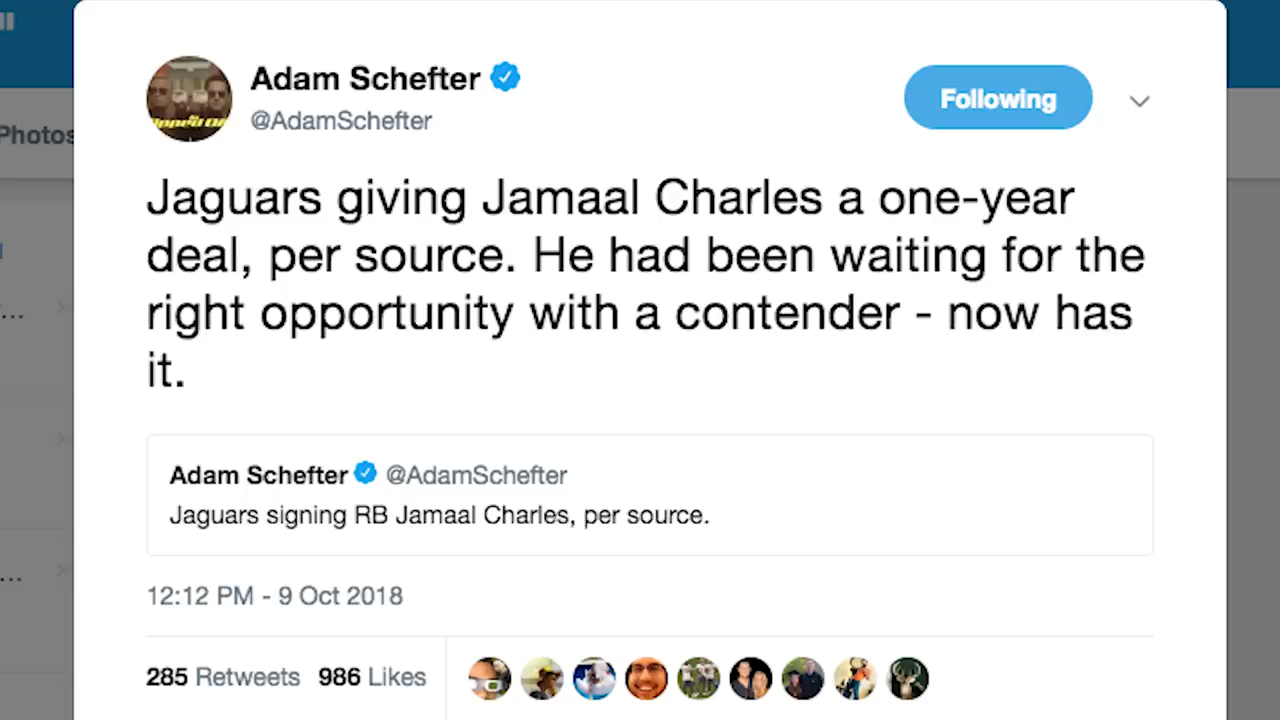 Adam Schefter
@AdamSchefter
Following
Photos
Jaguars giving Jamaal Charles a one-year
deal, per source. He had been waiting for the
right opportunity with a contender - now has
it.
Adam Schefter @AdamSchefter
Jaguars signing RB Jamaal Charles, per source.
12:12 PM - 9 Oct 2018
285 Retweets 986 Likes